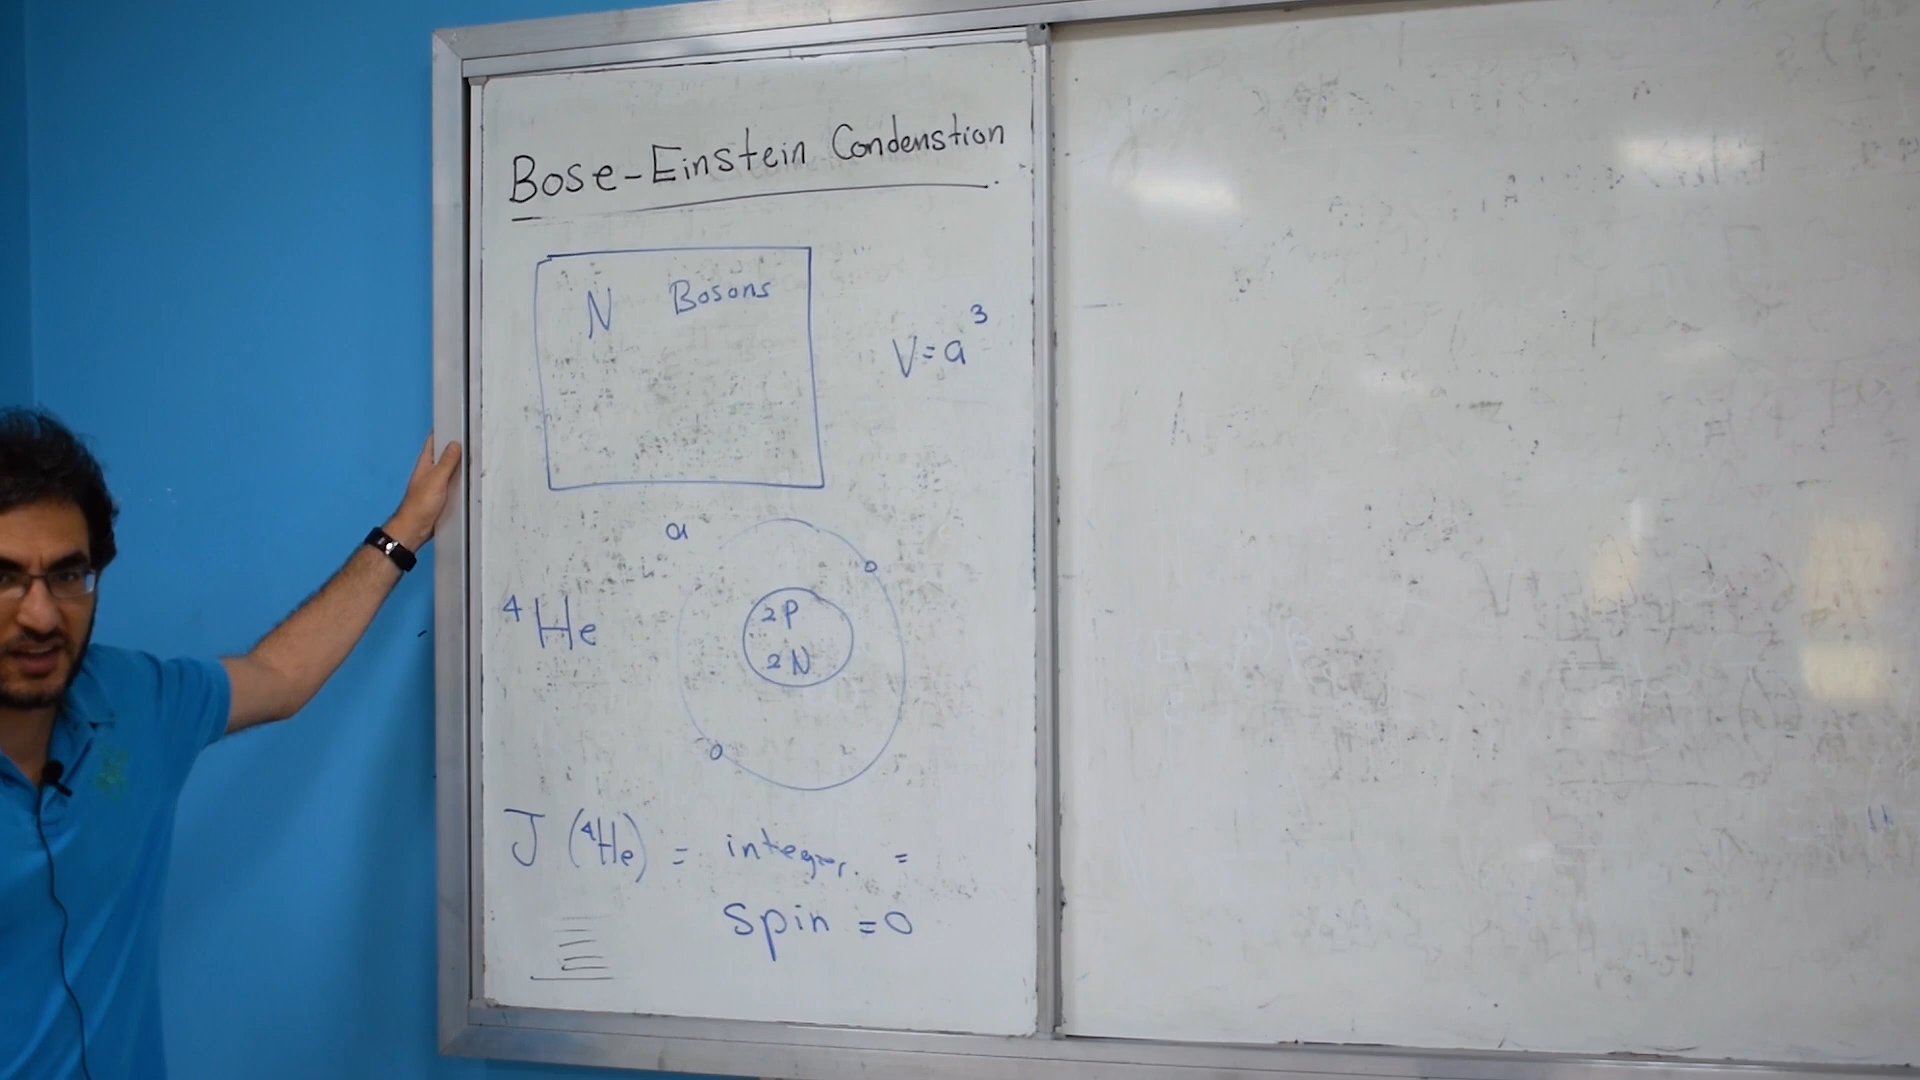 Bose-Einstein Condenstion
N Bosons
V = a³
a
⁴He
2P
2N
J (⁴He) = integer. =
Spin = 0